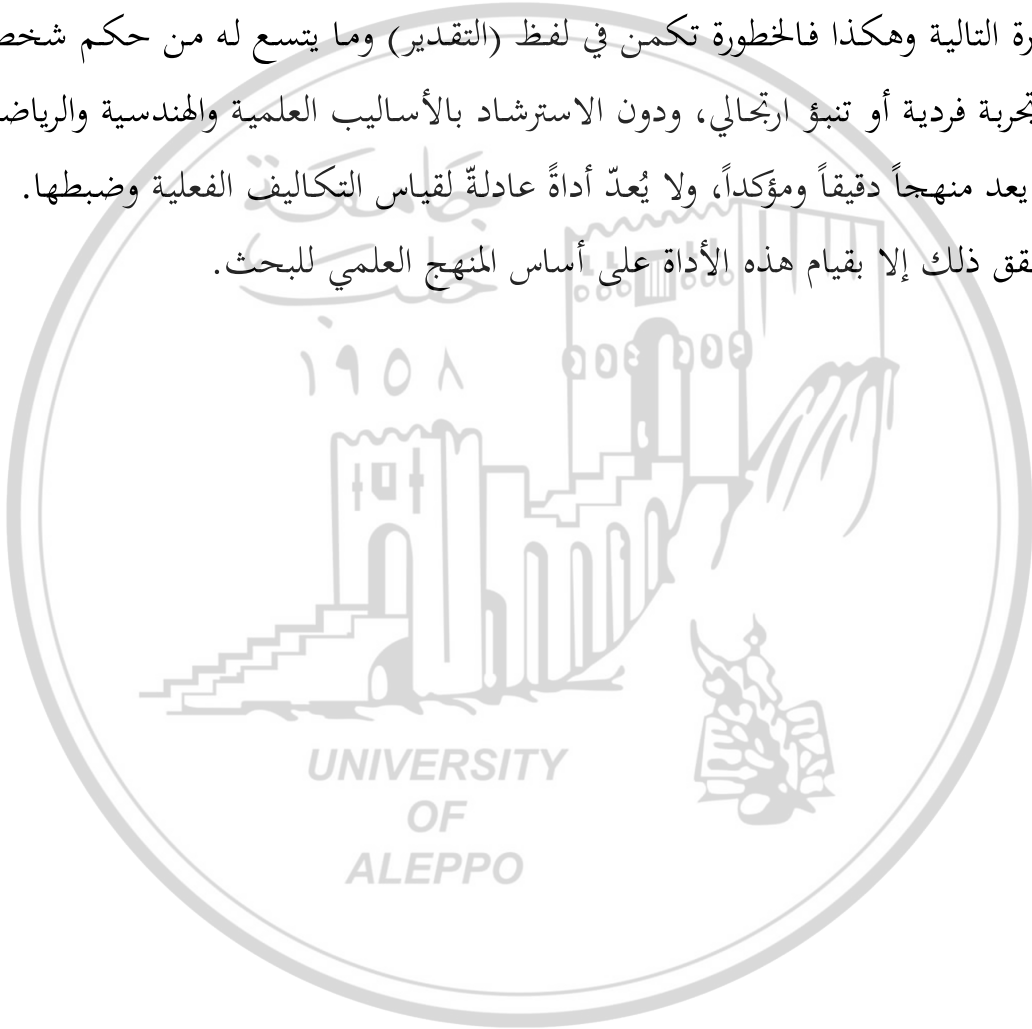 رة التالية وهكذا فالخطورة تكمن في لفظ (التقدير) وما يتسع له من حكم شخص
تجربة فردية أو تنبؤ ارتجالي، ودون الاسترشاد بالأساليب العلمية والهندسية والرياض
يعد منهجاً دقيقاً ومؤكداً، ولا يُعدّ أداةً عادلةّ لقياس التكاليف الفعلية وضبطها.
قق ذلك إلا بقيام هذه الأداة على أساس المنهج العلمي للبحث.
جامعة
حلب
١٩٥٨
UNIVERSITY
OF
ALEPPO